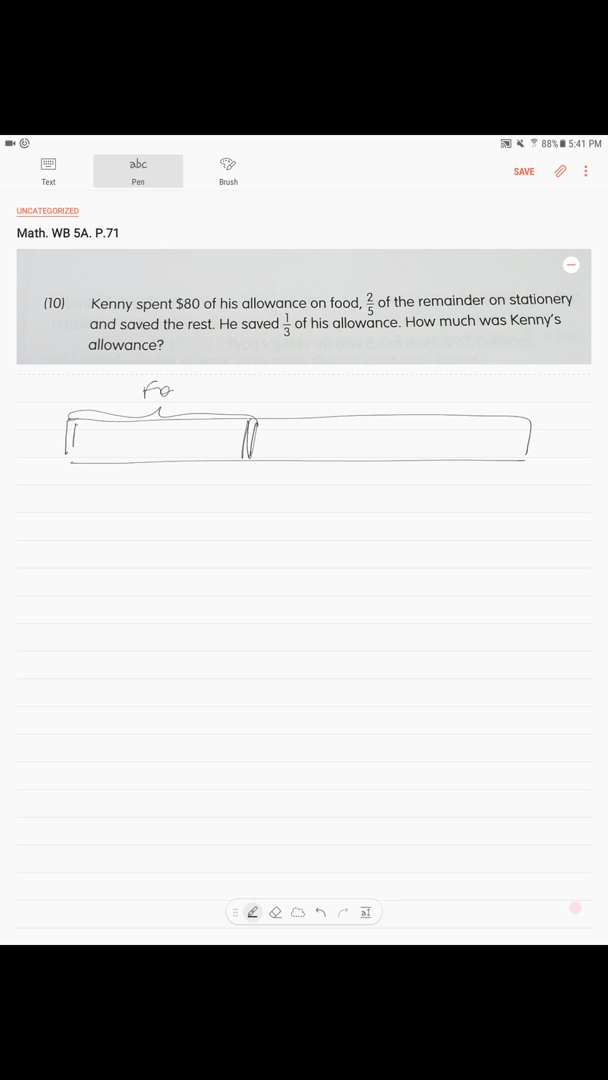 88% 5:41 PM
abc
Text Pen Brush
SAVE
UNCATEGORIZED
Math. WB 5A. P.71
(10) Kenny spent $80 of his allowance on food, 2/5 of the remainder on stationery
and saved the rest. He saved 1/3 of his allowance. How much was Kenny's
allowance?
Fo